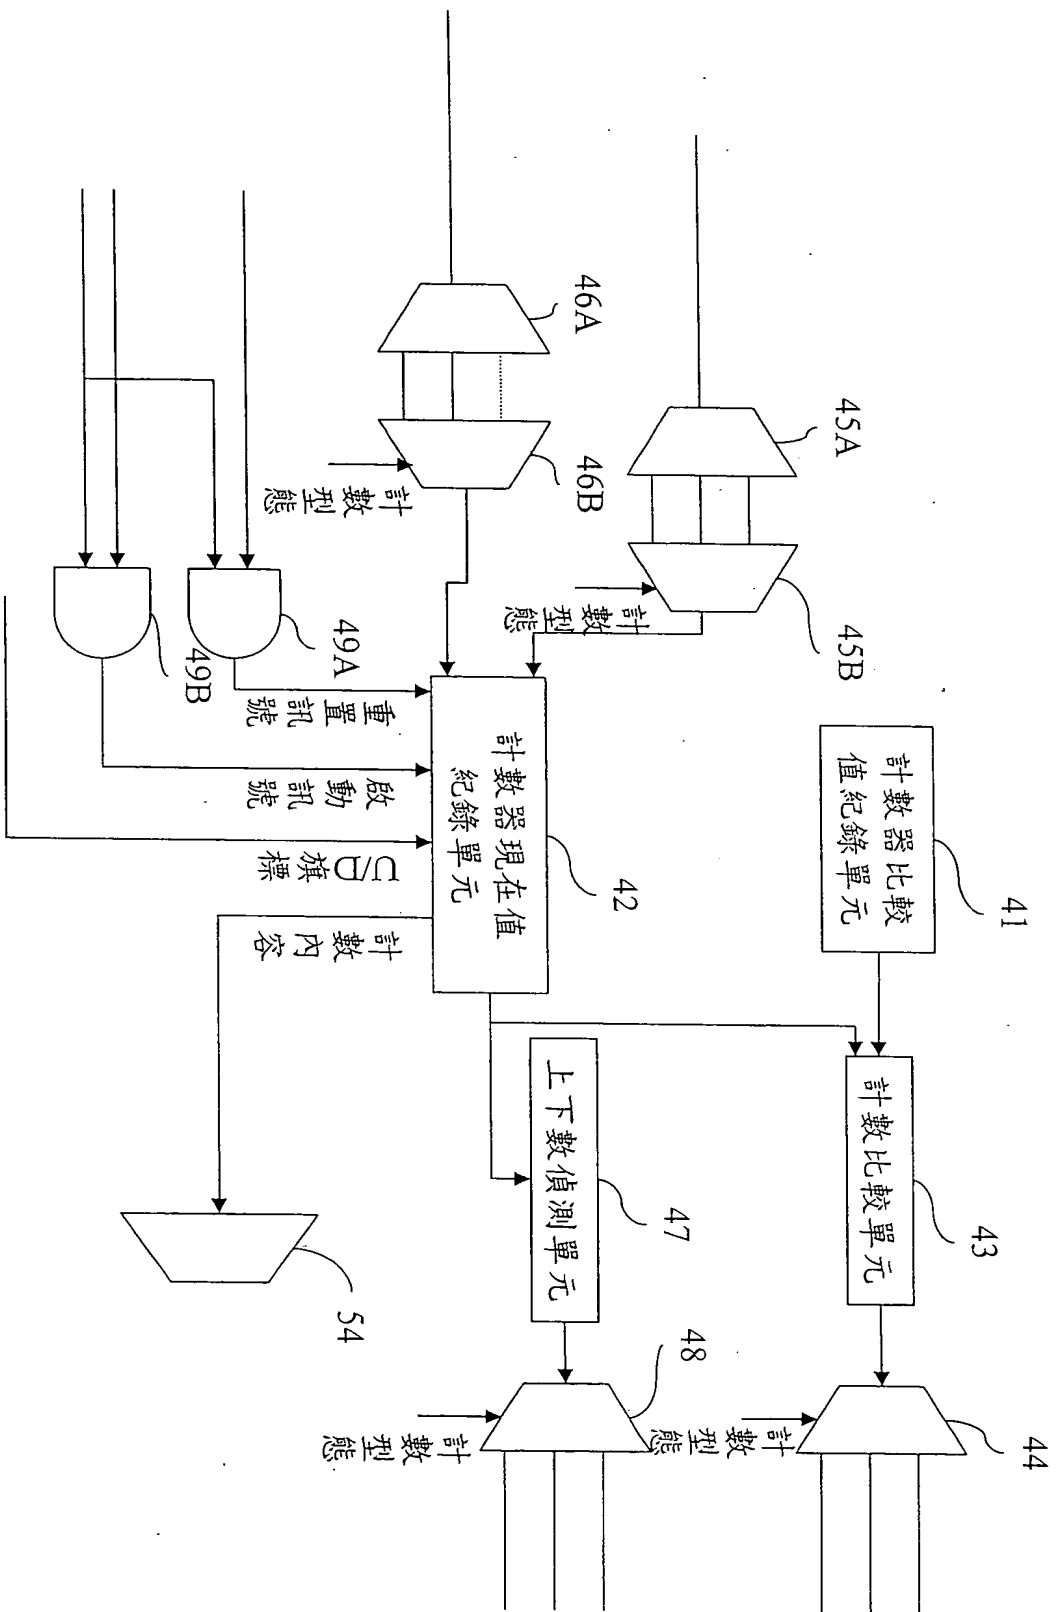 45A
45B
計數型態
46A
46B
計數型態
41
計數器比較
值紀錄單元
42
計數器現在值
紀錄單元
43
計數比較單元
44
計數型態
47
上下數偵測單元
48
計數型態
49A
重置訊號
49B
啟動訊號
U/D旗標
計數內容
54